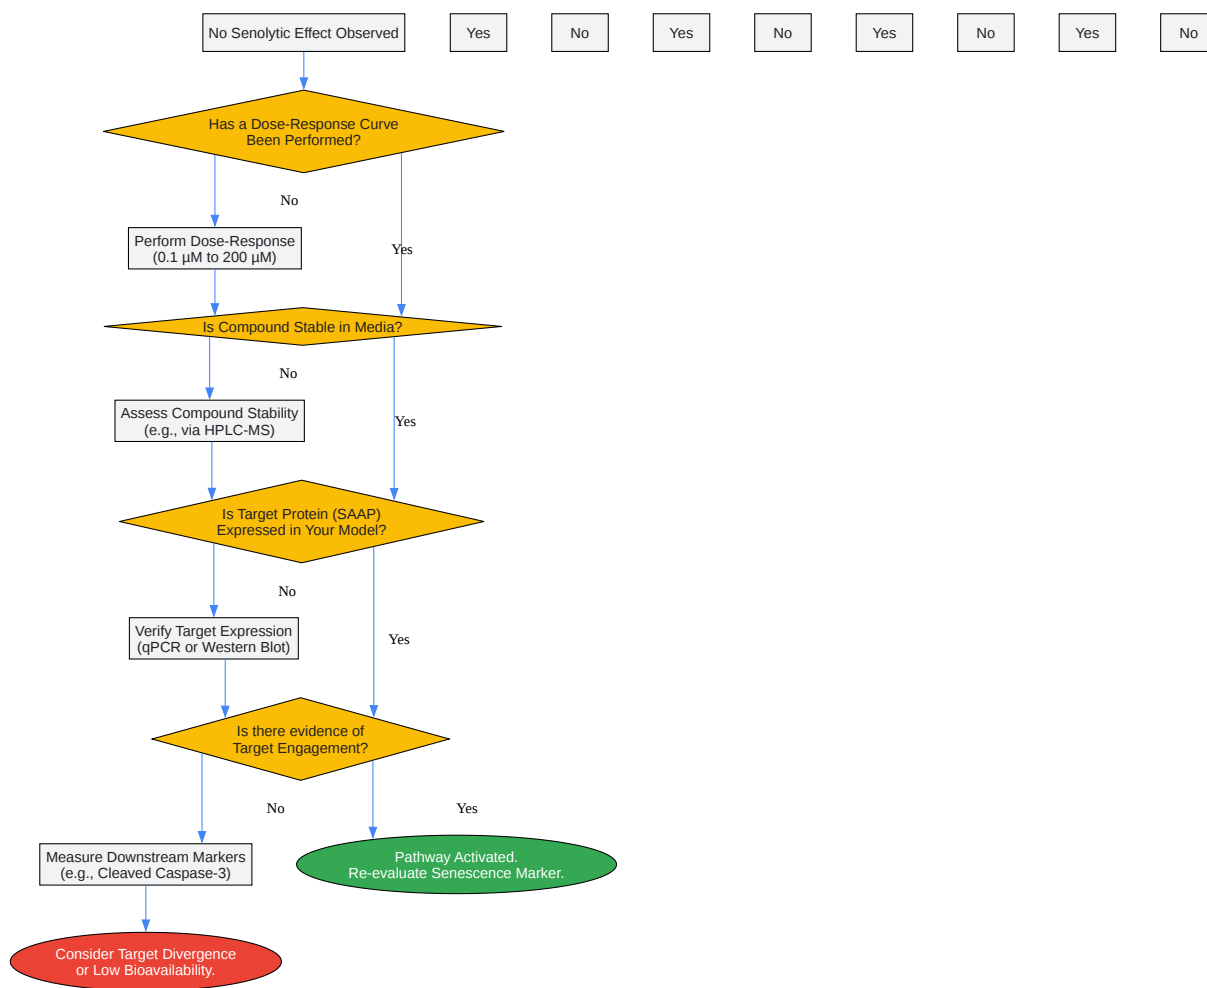 No Senolytic Effect Observed
Yes
No
Yes
No
Yes
No
Yes
No
Has a Dose-Response Curve
Been Performed?
No
Perform Dose-Response
(0.1 µM to 200 µM)
Yes
Is Compound Stable in Media?
No
Assess Compound Stability
(e.g., via HPLC-MS)
Yes
Is Target Protein (SAAP)
Expressed in Your Model?
No
Verify Target Expression
(qPCR or Western Blot)
Yes
Is there evidence of
Target Engagement?
No
Yes
Measure Downstream Markers
(e.g., Cleaved Caspase-3)
Pathway Activated.
Re-evaluate Senescence Marker.
Consider Target Divergence
or Low Bioavailability.